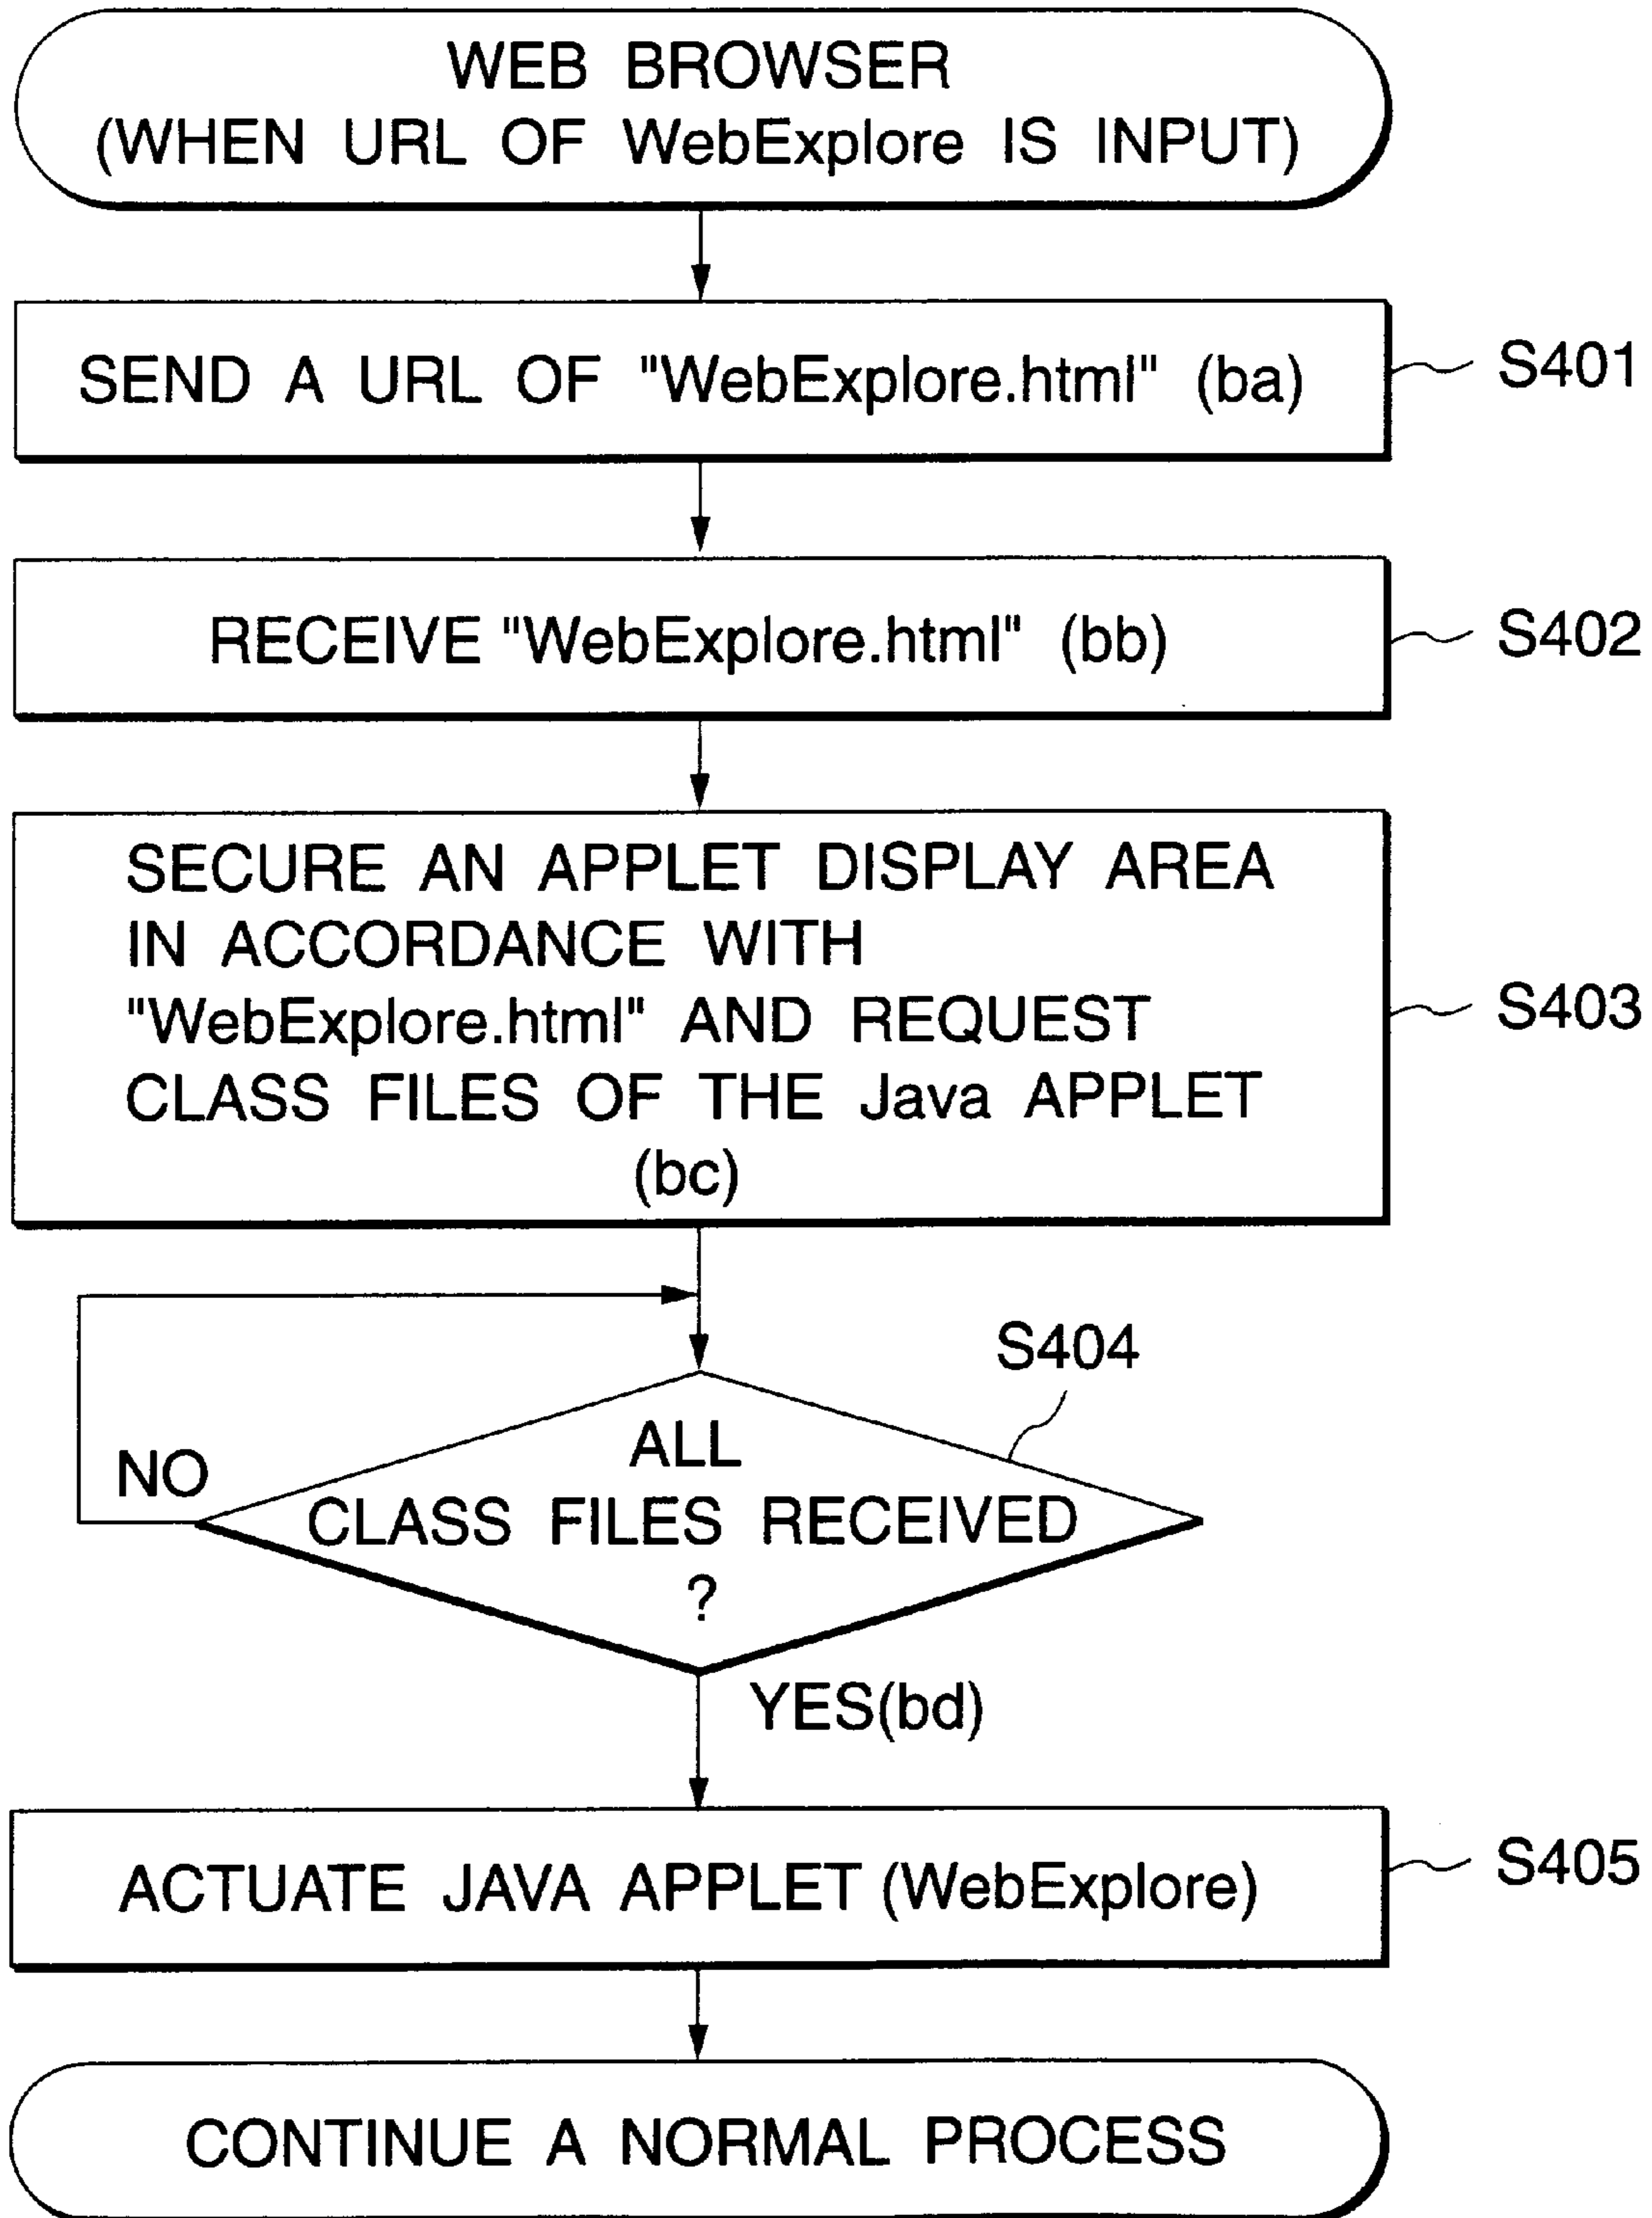 WEB BROWSER
(WHEN URL OF WebExplore IS INPUT)
SEND A URL OF "WebExplore.html" (ba)
S401
RECEIVE "WebExplore.html" (bb)
S402
SECURE AN APPLET DISPLAY AREA
IN ACCORDANCE WITH
"WebExplore.html" AND REQUEST
CLASS FILES OF THE Java APPLET
(bc)
S403
S404
ALL
CLASS FILES RECEIVED
?
NO
YES(bd)
ACTUATE JAVA APPLET (WebExplore)
S405
CONTINUE A NORMAL PROCESS